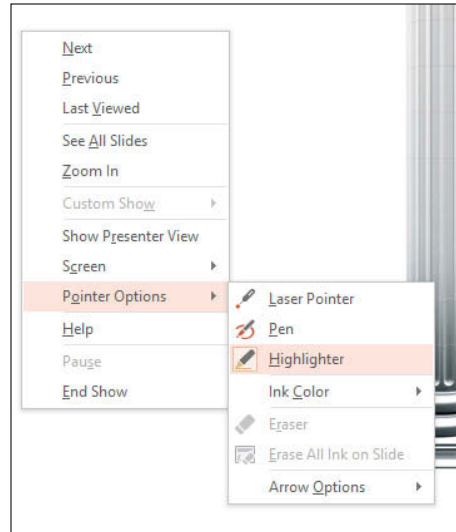 Next
Previous
Last Viewed
See All Slides
Zoom In
Custom Show
Show Presenter View
Screen
Pointer Options
Help
Pause
End Show
Laser Pointer
Pen
Highlighter
Ink Color
Eraser
Erase All Ink on Slide
Arrow Options